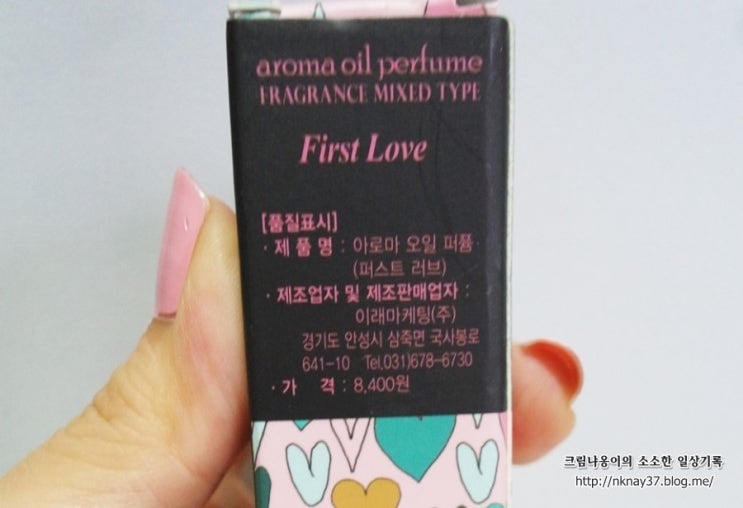 aroma oil perfume
FRAGRANCE MIXED TYPE
First Love
[품질표시]
· 제 품 명 : 아로마 오일 퍼퓸
(퍼스트 러브)
· 제조업자 및 제조판매업자 :
이래마케팅(주)
경기도 안성시 삼죽면 국사봉로
641-10 Tel.031)678-6730
· 가 격 : 8,400원
크림냐옹이의 소소한 일상기록
http://nknay37.blog.me/